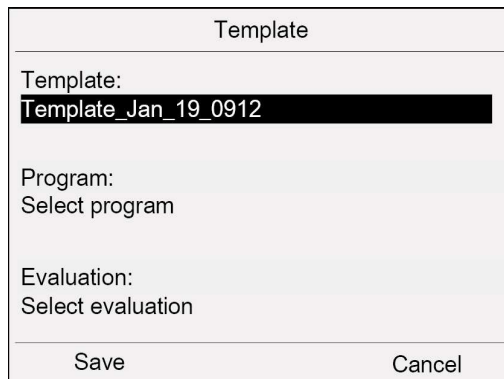 Template
Template:
Template_Jan_19_0912
Program:
Select program
Evaluation:
Select evaluation
Save Cancel